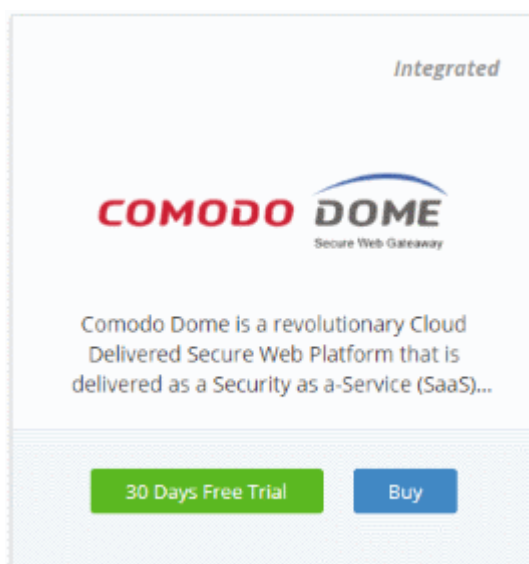 Integrated
COMODO DOME
Secure Web Gateaway
Comodo Dome is a revolutionary Cloud
Delivered Secure Web Platform that is
delivered as a Security as a-Service (SaaS)...
30 Days Free Trial Buy